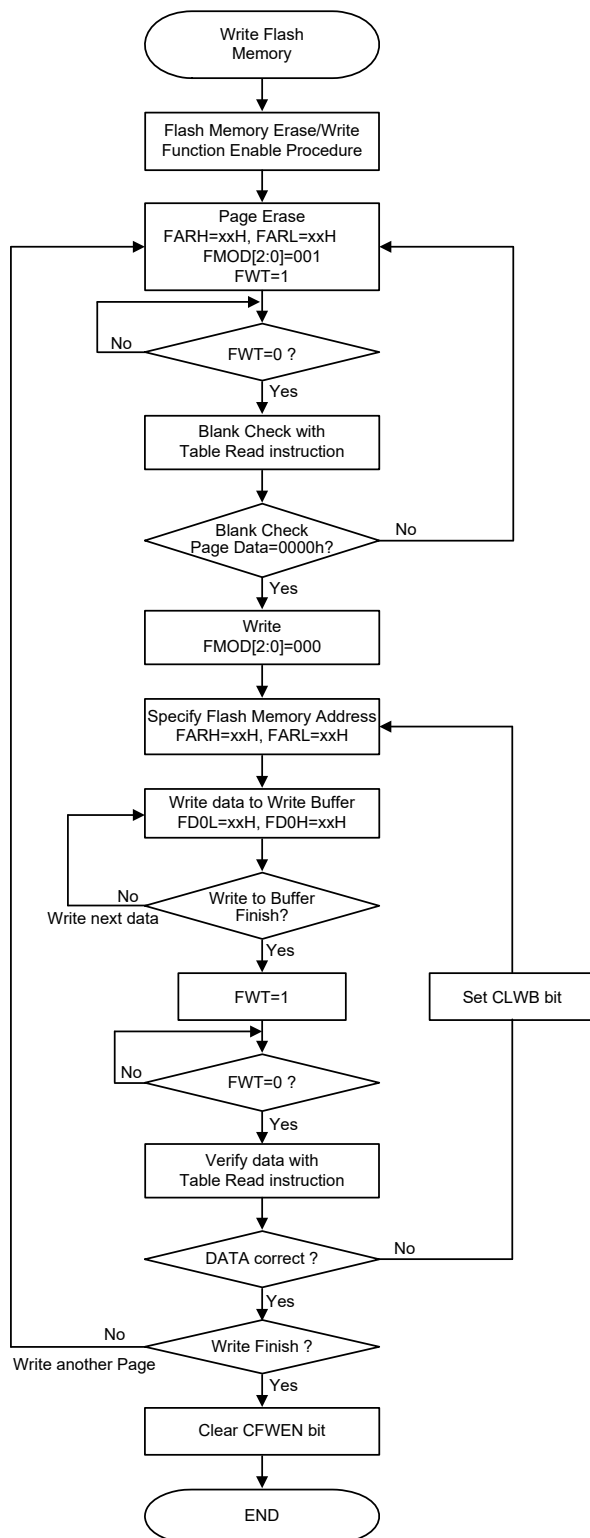 Write Flash
Memory
Flash Memory Erase/Write
Function Enable Procedure
Page Erase
FARH=xxH, FARL=xxH
FMOD[2:0]=001
FWT=1
No
FWT=0 ?
Yes
Blank Check with
Table Read instruction
Blank Check
Page Data=0000h?
No
Yes
Write
FMOD[2:0]=000
Specify Flash Memory Address
FARH=xxH, FARL=xxH
Write data to Write Buffer
FD0L=xxH, FD0H=xxH
No
Write next data
Write to Buffer
Finish?
Yes
FWT=1
Set CLWB bit
No
FWT=0 ?
Yes
Verify data with
Table Read instruction
DATA correct ?
No
Yes
No
Write another Page
Write Finish ?
Yes
Clear CFWEN bit
END